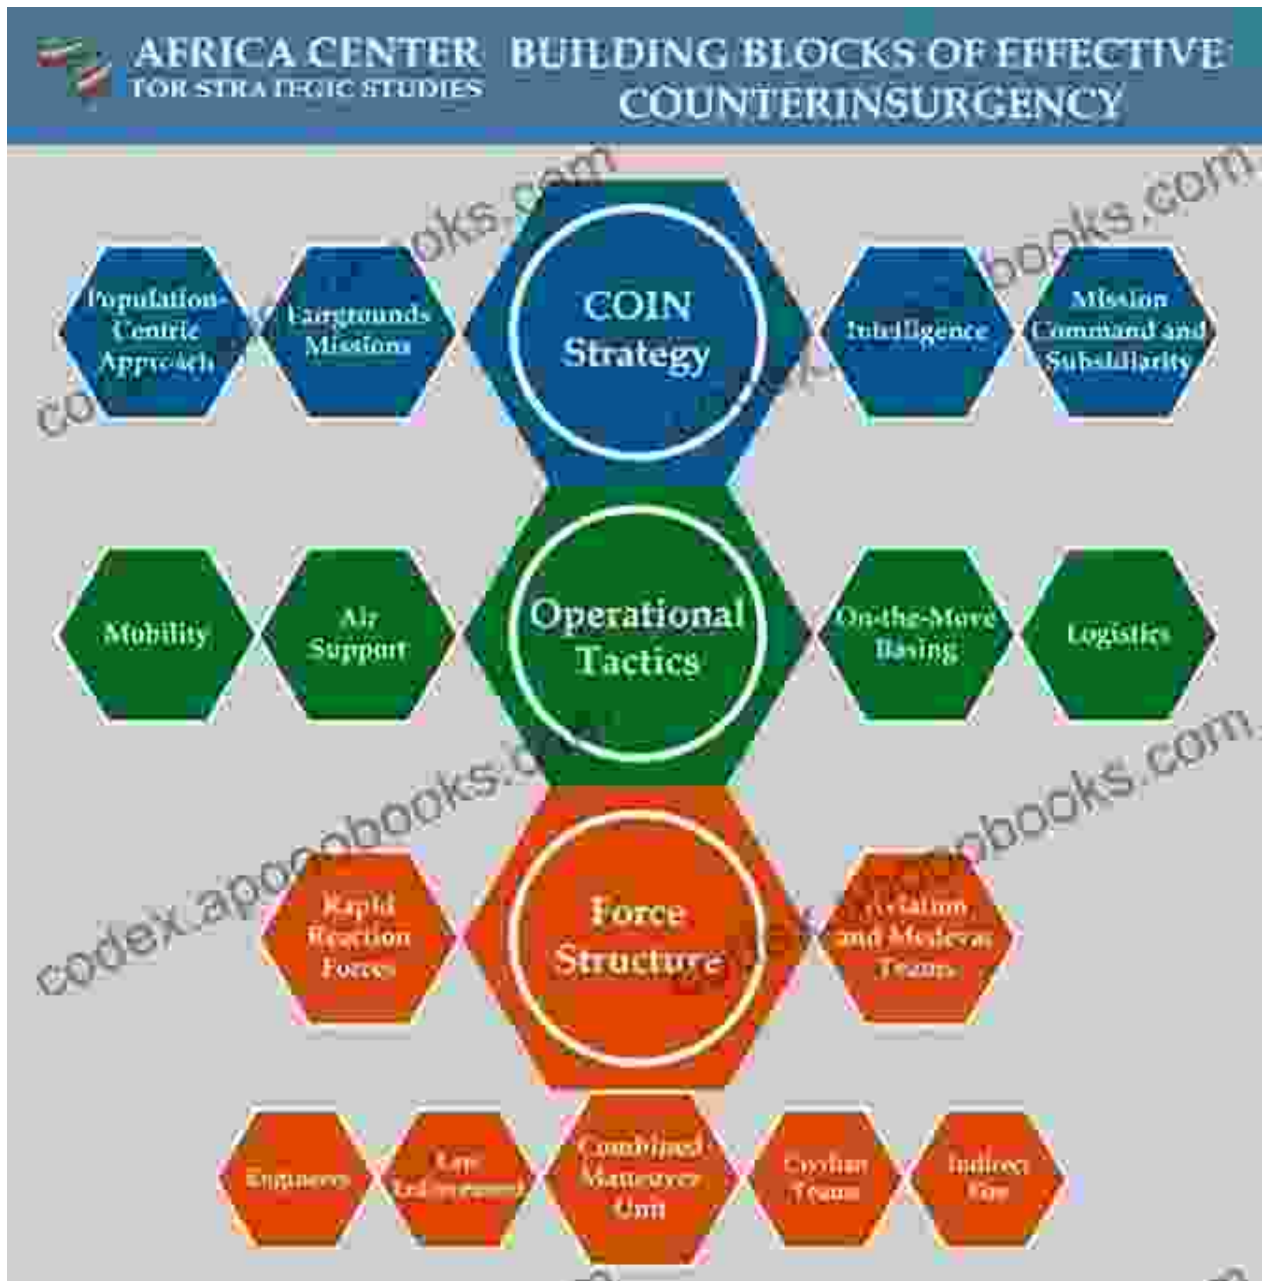 AFRICA CENTER
FOR STRATEGIC STUDIES
BUILDING BLOCKS OF EFFECTIVE
COUNTERINSURGENCY
Population-
Centric
Approach
Fairgrounds
Missions
COIN
Strategy
Intelligence
Mission
Command and
Subsidiarity
Mobility
Air
Support
Operational
Tactics
On-the-Move
Basing
Logistics
Rapid
Reaction
Forces
Force
Structure
Aviation
and Medevac
Teams
Engineers
Law
Enforcement
Combined
Maneuver
Unit
Civilian
Teams
Indirect
Fire